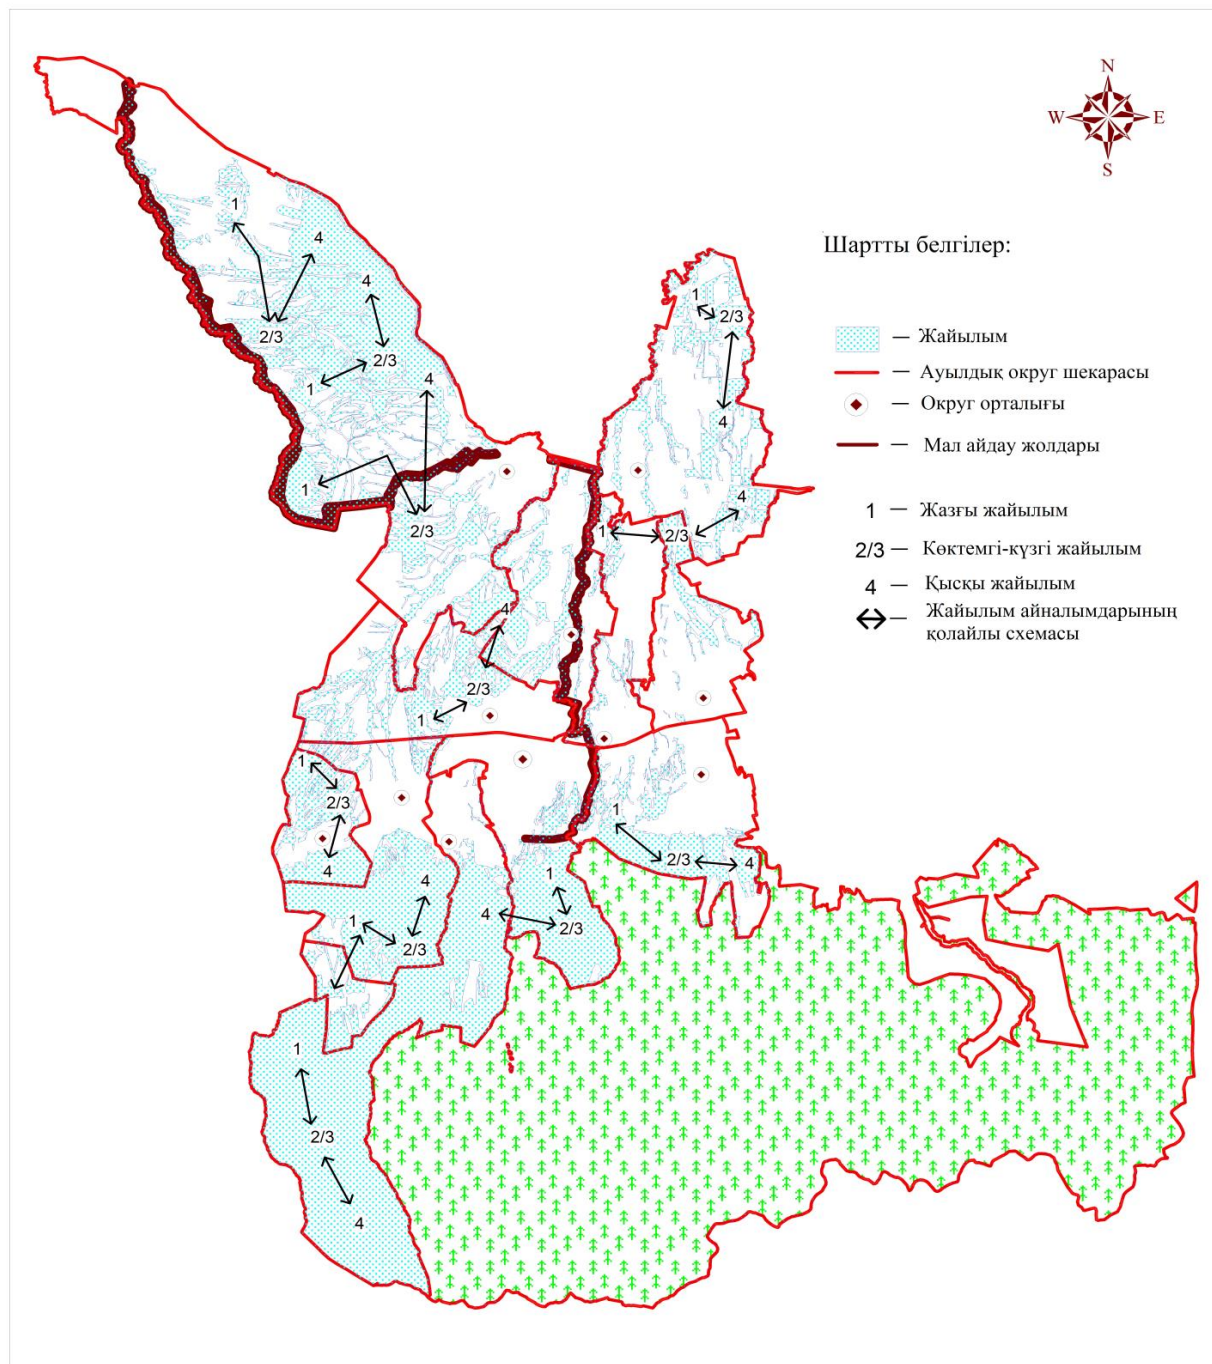 N
W E
S
Шартты белгілер:
— Жайылым
— Ауылдық округ шекарасы
— Округ орталығы
— Мал айдау жолдары
1 — Жазғы жайылым
2/3 — Көктемгі-күзгі жайылым
4 — Қысқы жайылым
— Жайылым айналымдарының
қолайлы схемасы
1
4
4
2/3
2/3
1
4
1
2/3
1
2/3
4
4
1
2/3
4
2/3
1
1
2/3
4
1
2/3
4
4
1
2/3
1
4
2/3
1
2/3
4